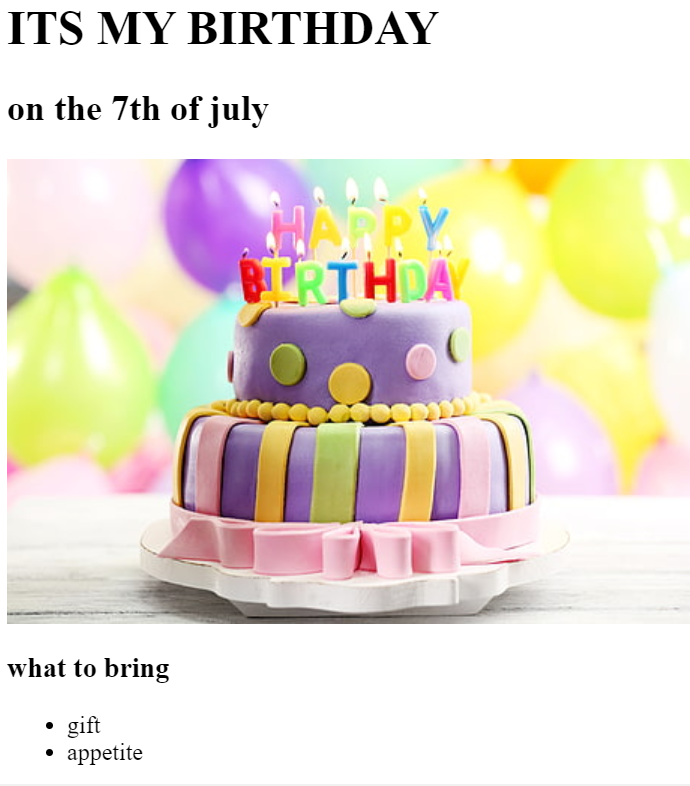 ITS MY BIRTHDAY
on the 7th of july
HAPPY
BIRTHDAY
what to bring
gift
appetite